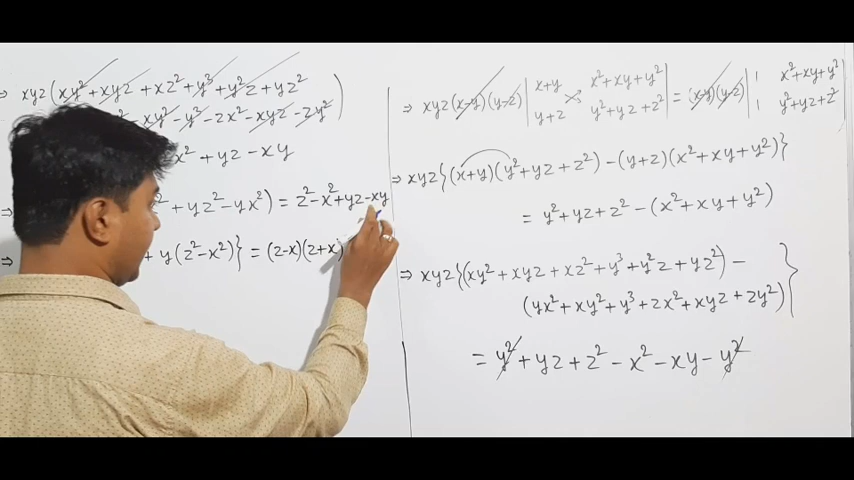 ⇒ xyz(xy² + xyz + xz² + y³ + y²z + yz²
xy² - y³ - zx² - xyz - zy²)
x² + yz - xy
⇒ + yz² - yx²) = z² - x² + yz - xy
⇒ + y(z² - x²)} = (z-x)(z+x)
⇒ xyz(x-y)(y-z) | x+y x²+xy+y² | = (x-y)(y-z) | 1 x²+xy+y²
y+z y²+yz+z² | 1 y²+yz+z²
⇒ xyz{(x+y)(y²+yz+z²) - (y+z)(x²+xy+y²)}
= y²+yz+z² - (x²+xy+y²)
⇒ xyz{(xy² + xyz + xz² + y³ + y²z + yz²) -
(yx² + xy² + y³ + zx² + xyz + zy²)}
= y² + yz + z² - x² - xy - y²